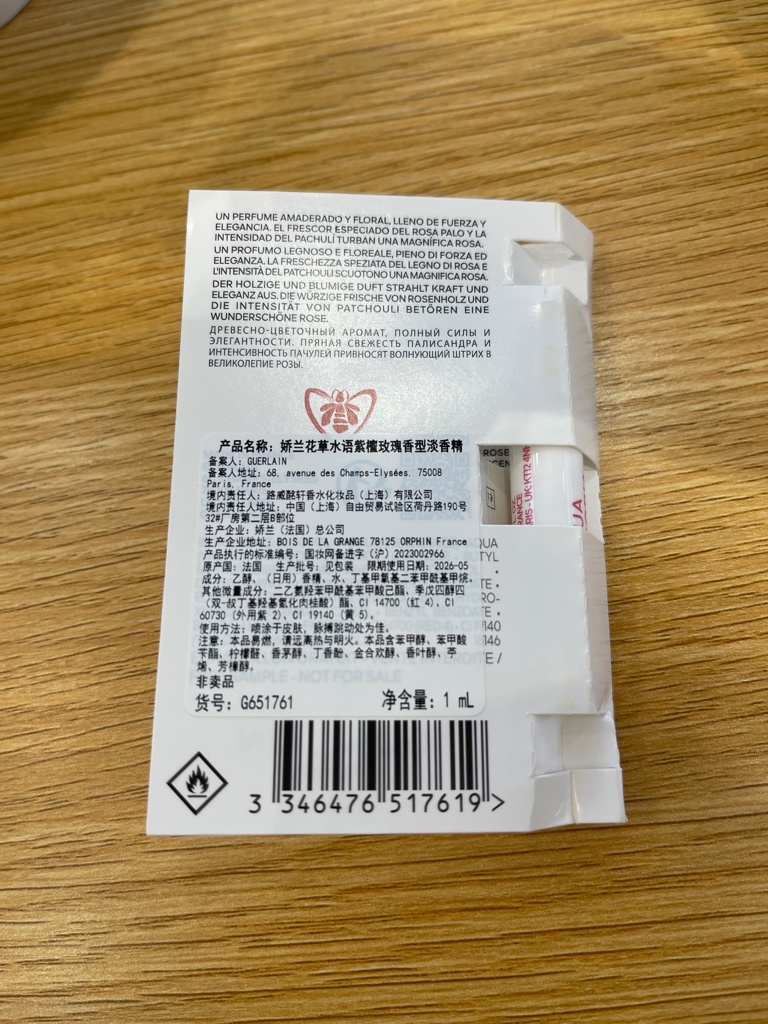 UN PERFUME AMADERADO Y FLORAL, LLENO DE FUERZA Y
ELEGANCIA. EL FRESCOR ESPECIADO DEL ROSA PALO Y LA
INTENSIDAD DEL PACHULÍ TURBAN UNA MAGNÍFICA ROSA.
UN PROFUMO LEGNOSO E FLOREALE, PIENO DI FORZA ED
ELEGANZA. LA FRESCHEZZA SPEZIATA DEL LEGNO DI ROSA E
L'INTENSITÀ DEL PATCHOULI SCUOTONO UNA MAGNIFICA ROSA.
DER HOLZIGE UND BLUMIGE DUFT STRAHLT KRAFT UND
ELEGANZ AUS. DIE WÜRZIGE FRISCHE VON ROSENHOLZ UND
DIE INTENSITÄT VON PATCHOULI BETÖREN EINE
WUNDERSCHÖNE ROSE.
ДРЕВЕСНО-ЦВЕТОЧНЫЙ АРОМАТ, ПОЛНЫЙ СИЛЫ И
ЭЛЕГАНТНОСТИ. ПРЯНАЯ СВЕЖЕСТЬ ПАЛИСАНДРА И
ИНТЕНСИВНОСТЬ ПАЧУЛЕЙ ПРИВНОСЯТ ВОЛНУЮЩИЙ ШТРИХ В
ВЕЛИКОЛЕПИЕ РОЗЫ.
产品名称：娇兰花草水语紫檀玫瑰香型淡香精
备案人：GUERLAIN
备案人地址：68, avenue des Champs-Elysées, 75008
Paris, France
境内责任人：路威酩轩香水化妆品（上海）有限公司
境内责任人地址：中国（上海）自由贸易试验区荷丹路190号
32#厂房第二层B部位
生产企业：娇兰（法国）总公司
生产企业地址：BOIS DE LA GRANGE 78125 ORPHIN France
产品执行的标准编号：国妆网备进字（沪）2023002966
原产国：法国 生产批号：见包装 限期使用日期：2026-05
成分：乙醇、（日用）香精、水、丁基甲氧基二苯甲酰基甲烷。
其他微量成分：二乙氨羟苯甲酰基苯甲酸己酯、季戊四醇四
（双-叔丁基羟基氢化肉桂酸）酯、CI 14700（红 4）、CI
60730（外用紫 2）、CI 19140（黄 5）。
使用方法：喷涂于皮肤，脉搏跳动处为佳。
注意：本品易燃，请远离高热与明火。本品含苯甲醇、苯甲酸
苄酯、柠檬醛、香茅醇、丁香酚、金合欢醇、香叶醇、苧
烯、芳樟醇。
非卖品
货号：G651761 净含量：1 mL
NOT FOR SALE
ROSE
3 346476 517619 >